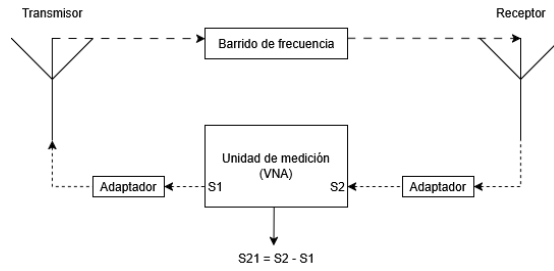 Transmisor
Receptor
Barrido de frecuencia
Unidad de medición
(VNA)
Adaptador
S1
S2
Adaptador
S21 = S2 - S1